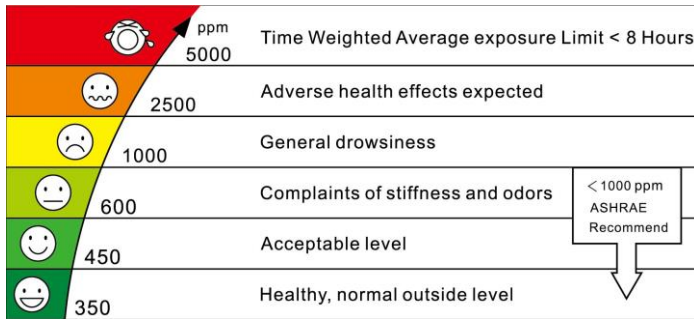 ppm
5000 Time Weighted Average exposure Limit < 8 Hours
2500 Adverse health effects expected
1000 General drowsiness
600 Complaints of stiffness and odors
450 Acceptable level
350 Healthy, normal outside level
<1000 ppm
ASHRAE
Recommend